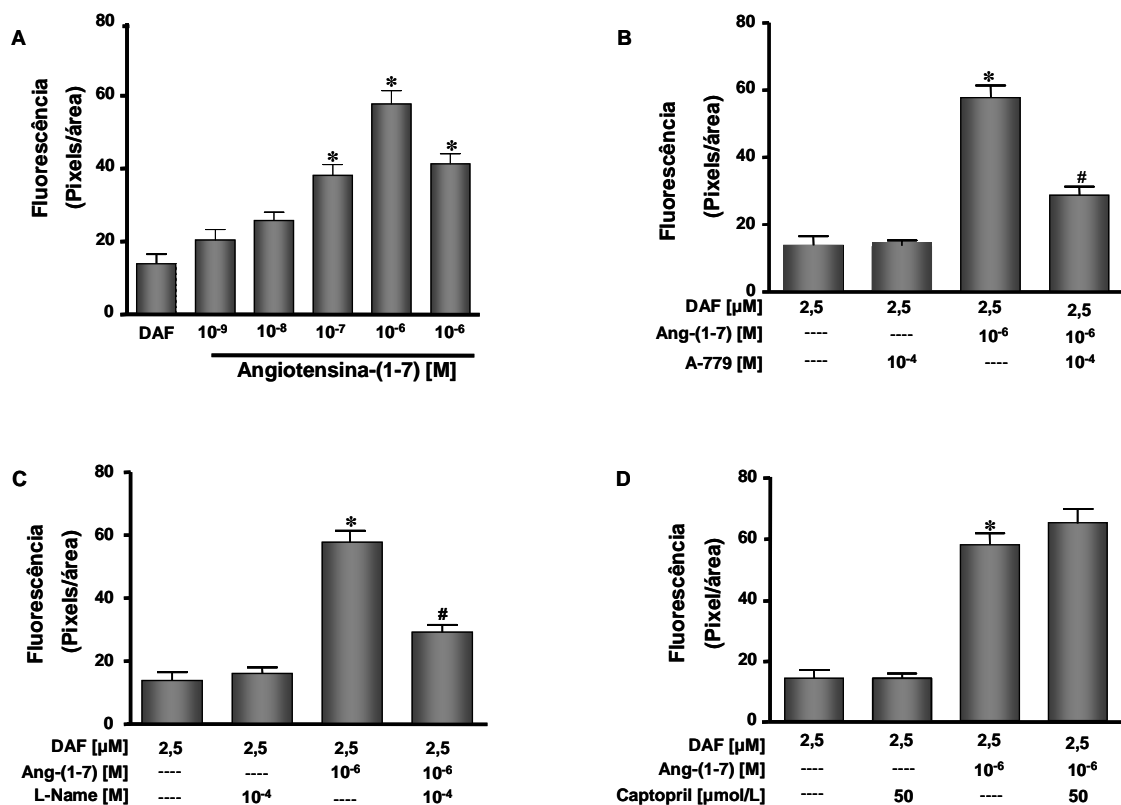 A
Fluorescência
(Pixels/área)
80
60
40
20
0
*
*
*
DAF 10⁻⁹ 10⁻⁸ 10⁻⁷ 10⁻⁶ 10⁻⁶
Angiotensina-(1-7) [M]
B
Fluorescência
(Pixels/área)
80
60
40
20
0
*
#
DAF [µM] 2,5 2,5 2,5 2,5
Ang-(1-7) [M] ---- ---- 10⁻⁶ 10⁻⁶
A-779 [M] ---- 10⁻⁴ ---- 10⁻⁴
C
Fluorescência
(Pixels/área)
80
60
40
20
0
*
#
DAF [µM] 2,5 2,5 2,5 2,5
Ang-(1-7) [M] ---- ---- 10⁻⁶ 10⁻⁶
L-Name [M] ---- 10⁻⁴ ---- 10⁻⁴
D
Fluorescência
(Pixel/área)
80
60
40
20
0
*
DAF [µM] 2,5 2,5 2,5 2,5
Ang-(1-7) [M] ---- ---- 10⁻⁶ 10⁻⁶
Captopril [µmol/L] ---- 50 ---- 50